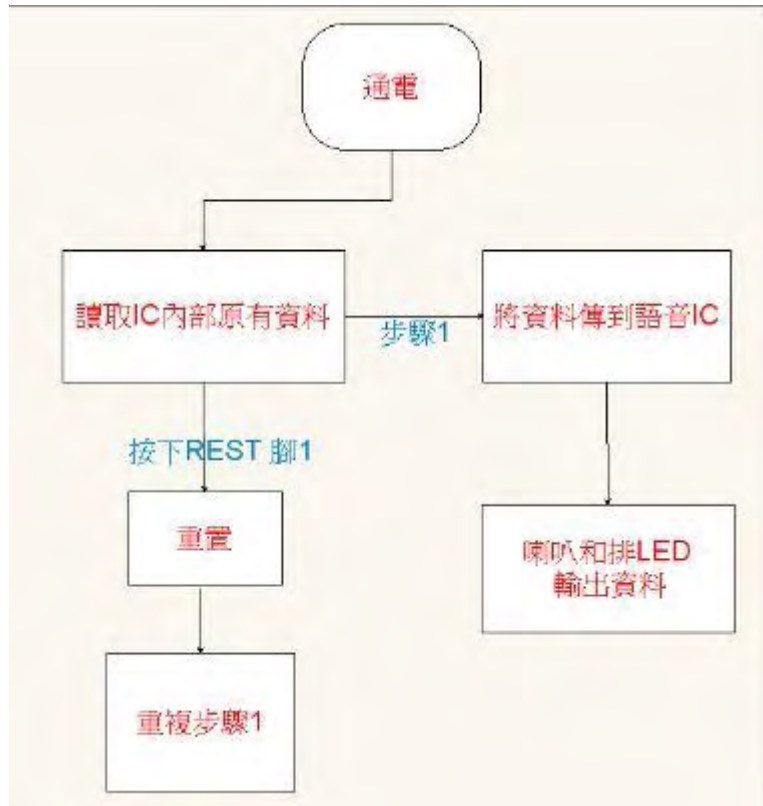 通電
讀取IC內部原有資料
步驟1
將資料傳到語音IC
按下REST 腳1
重置
喇叭和排LED
輸出資料
重複步驟1